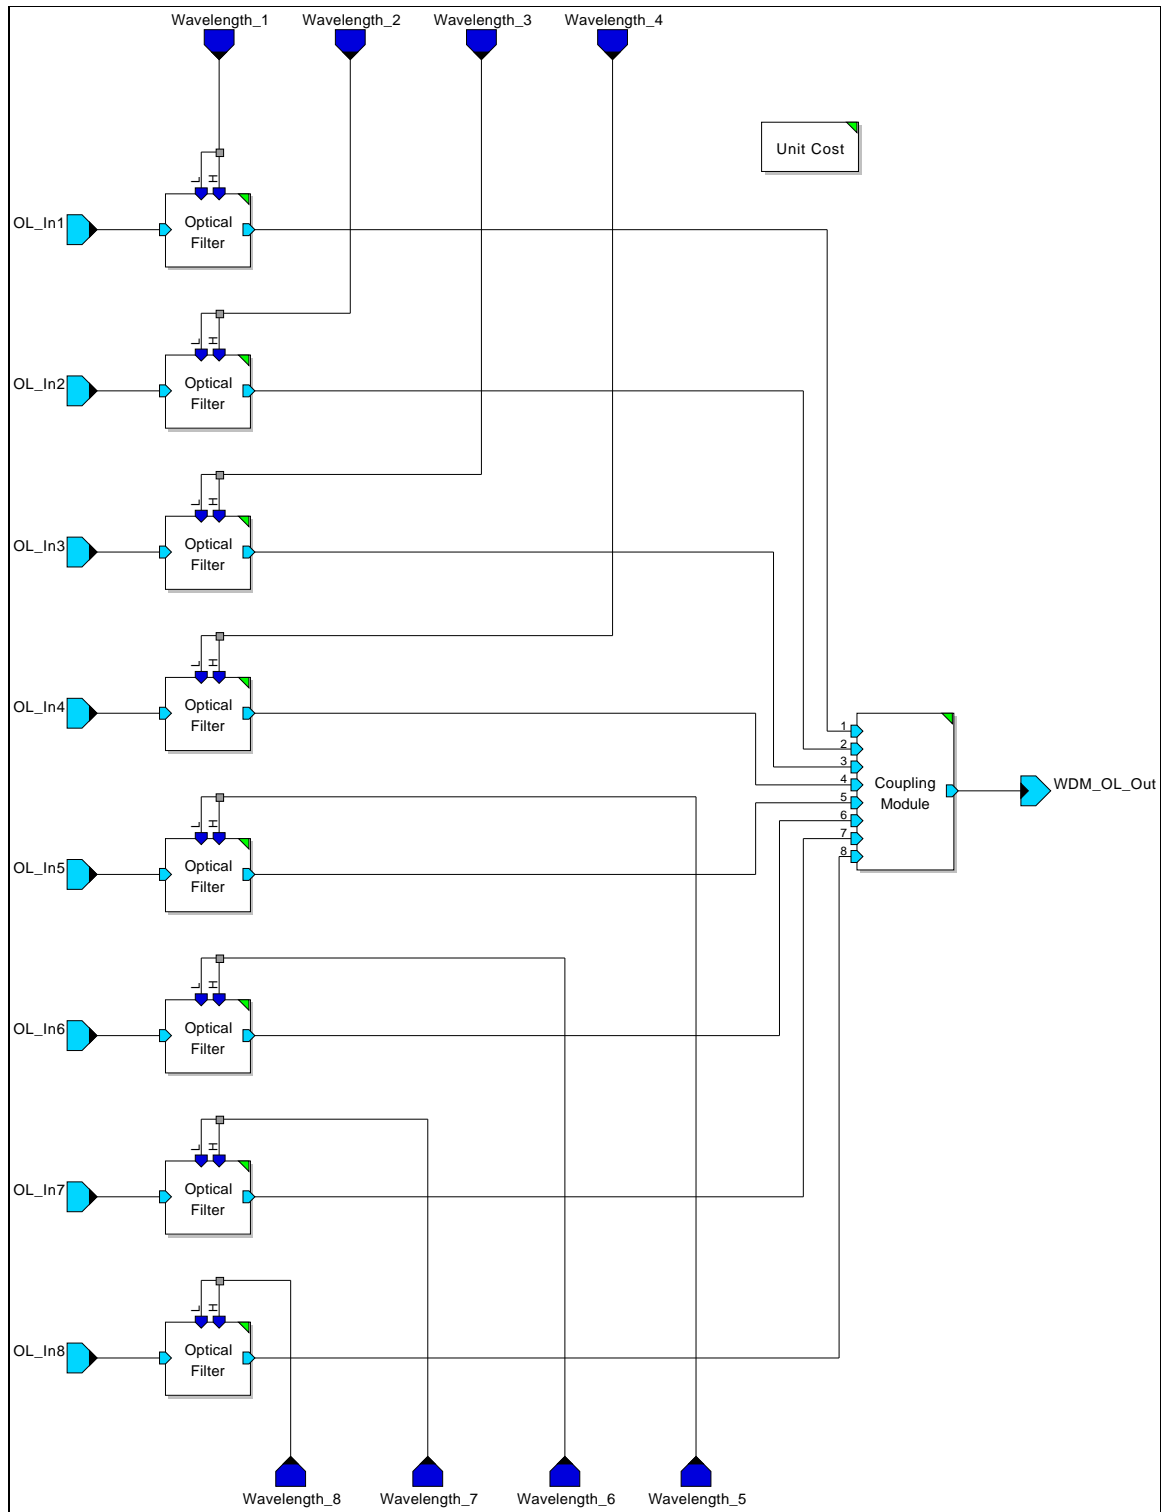 Wavelength_1
Wavelength_2
Wavelength_3
Wavelength_4
Unit Cost
L
H
OL_In1
Optical
Filter
L
H
OL_In2
Optical
Filter
L
H
OL_In3
Optical
Filter
L
H
OL_In4
Optical
Filter
1
2
3
4
5
6
7
8
Coupling
Module
WDM_OL_Out
L
H
OL_In5
Optical
Filter
L
H
OL_In6
Optical
Filter
L
H
OL_In7
Optical
Filter
L
H
OL_In8
Optical
Filter
Wavelength_8
Wavelength_7
Wavelength_6
Wavelength_5